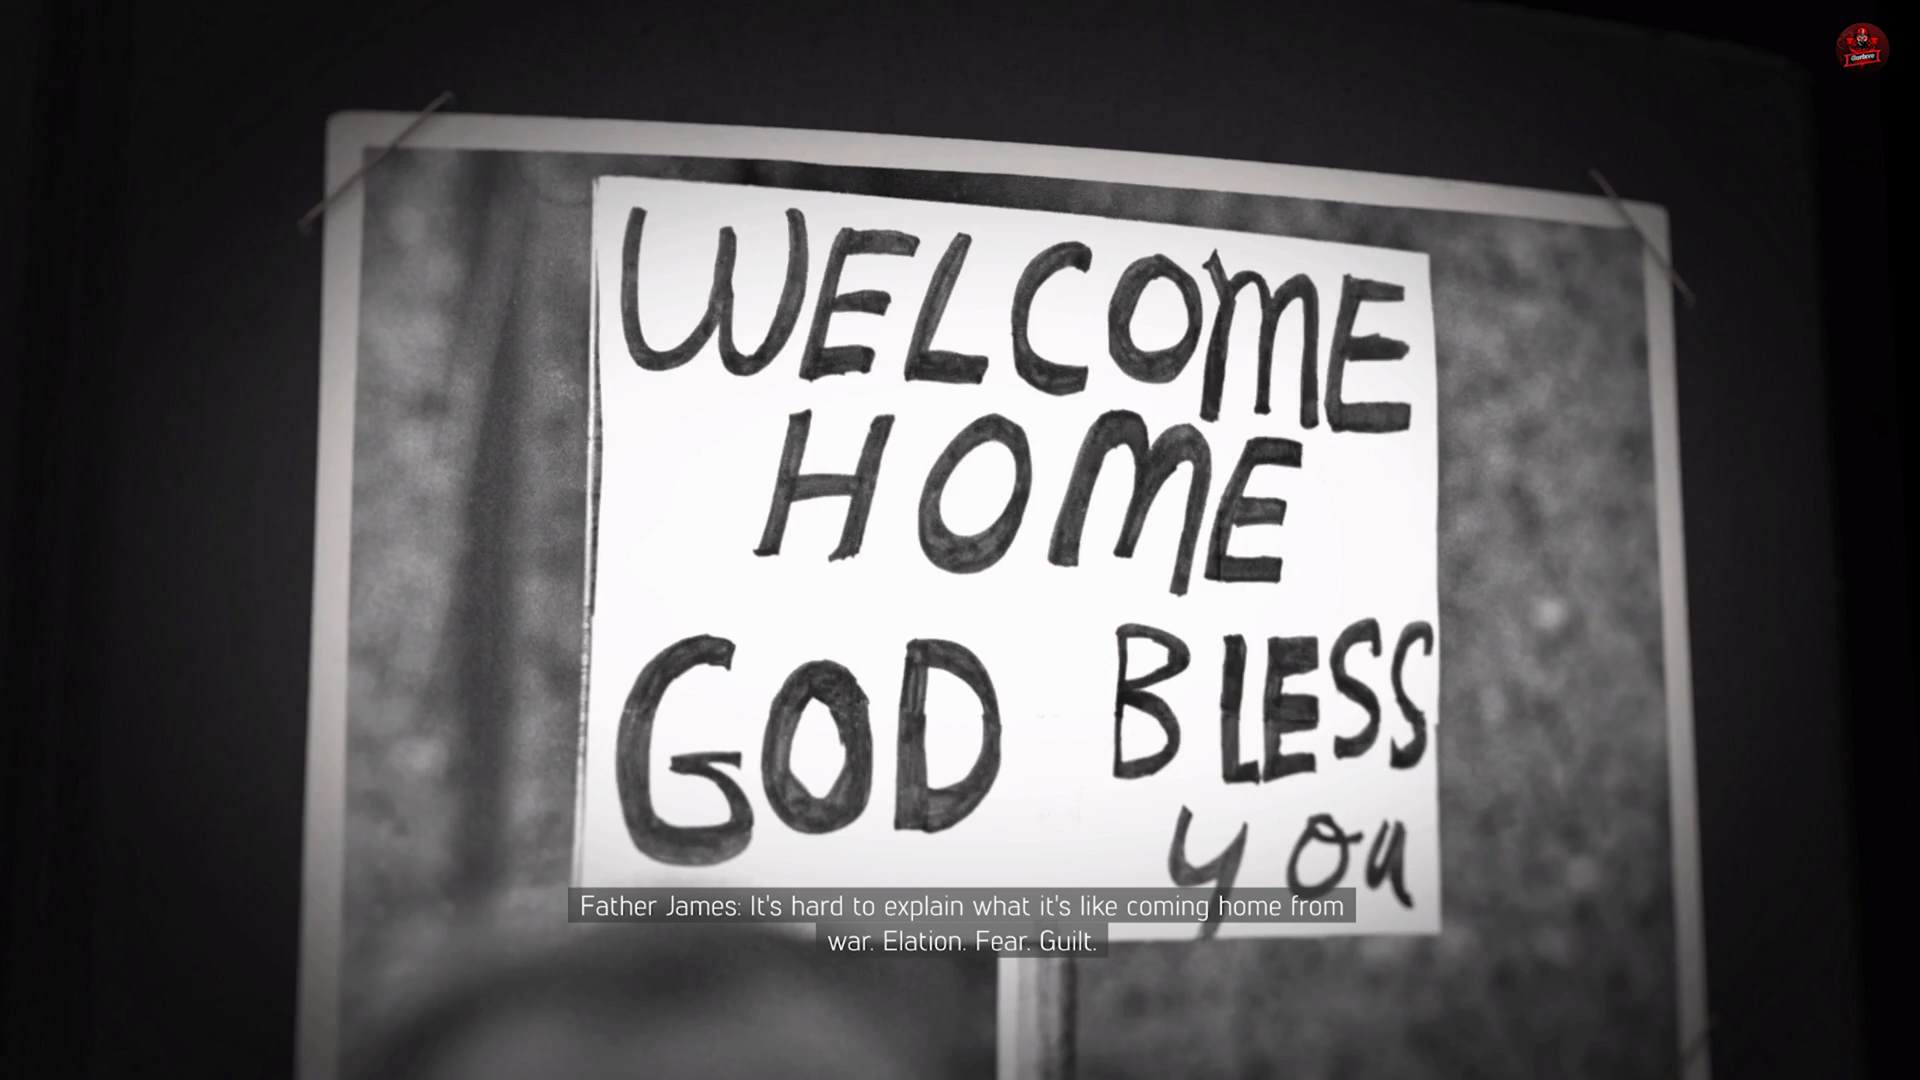 WELCOME
HOME
GOD BLESS
you
Father James: It's hard to explain what it's like coming home from
war. Elation. Fear. Guilt.